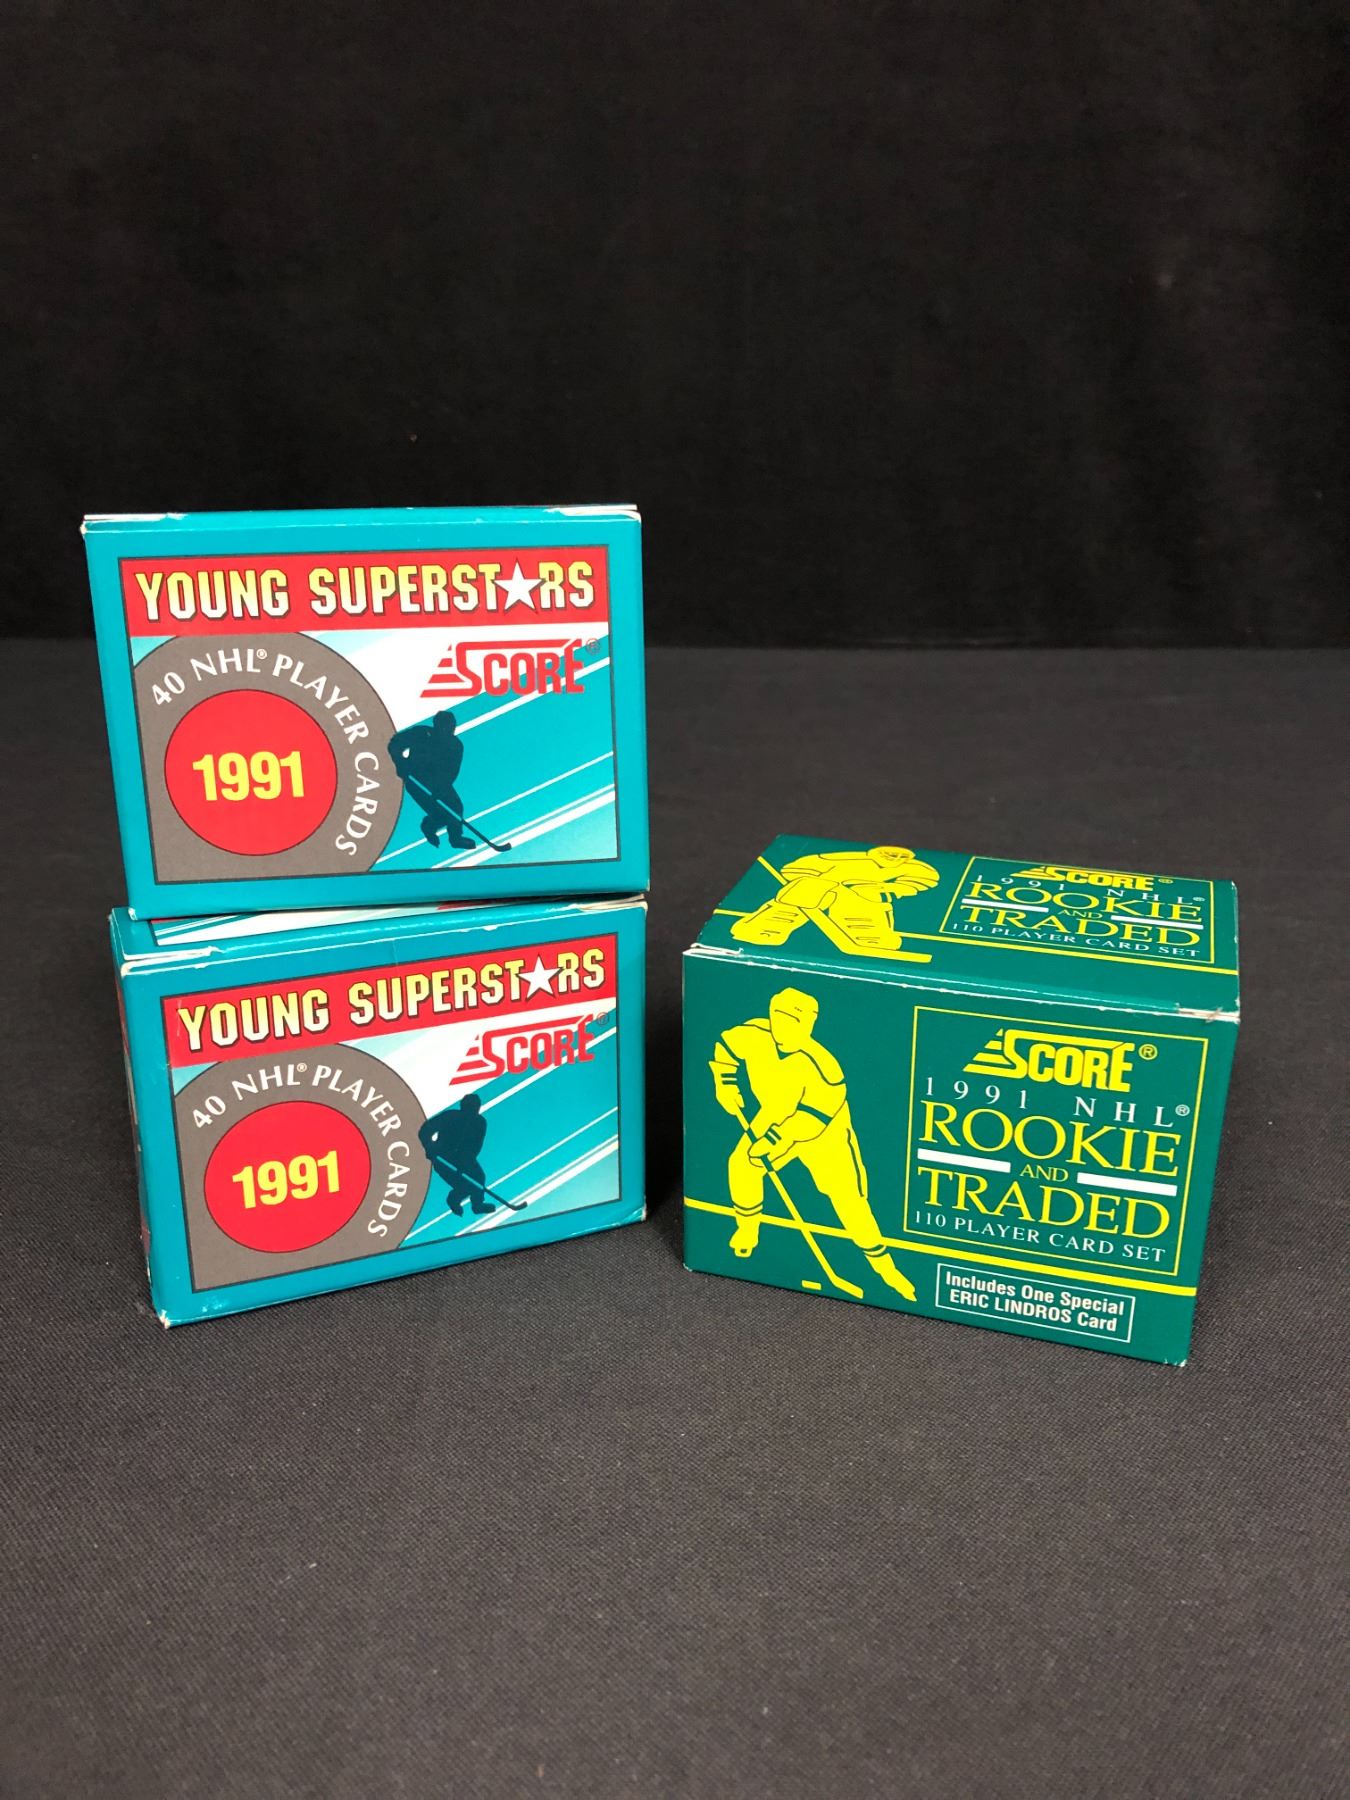 YOUNG SUPERSTARS
SCORE®
40 NHL® PLAYER CARDS
1991
YOUNG SUPERSTARS
SCORE®
40 NHL® PLAYER CARDS
1991
SCORE®
1991 NHL®
ROOKIE
AND
TRADED
110 PLAYER CARD SET
SCORE®
1991 NHL®
ROOKIE
AND
TRADED
110 PLAYER CARD SET
Includes One Special
ERIC LINDROS Card